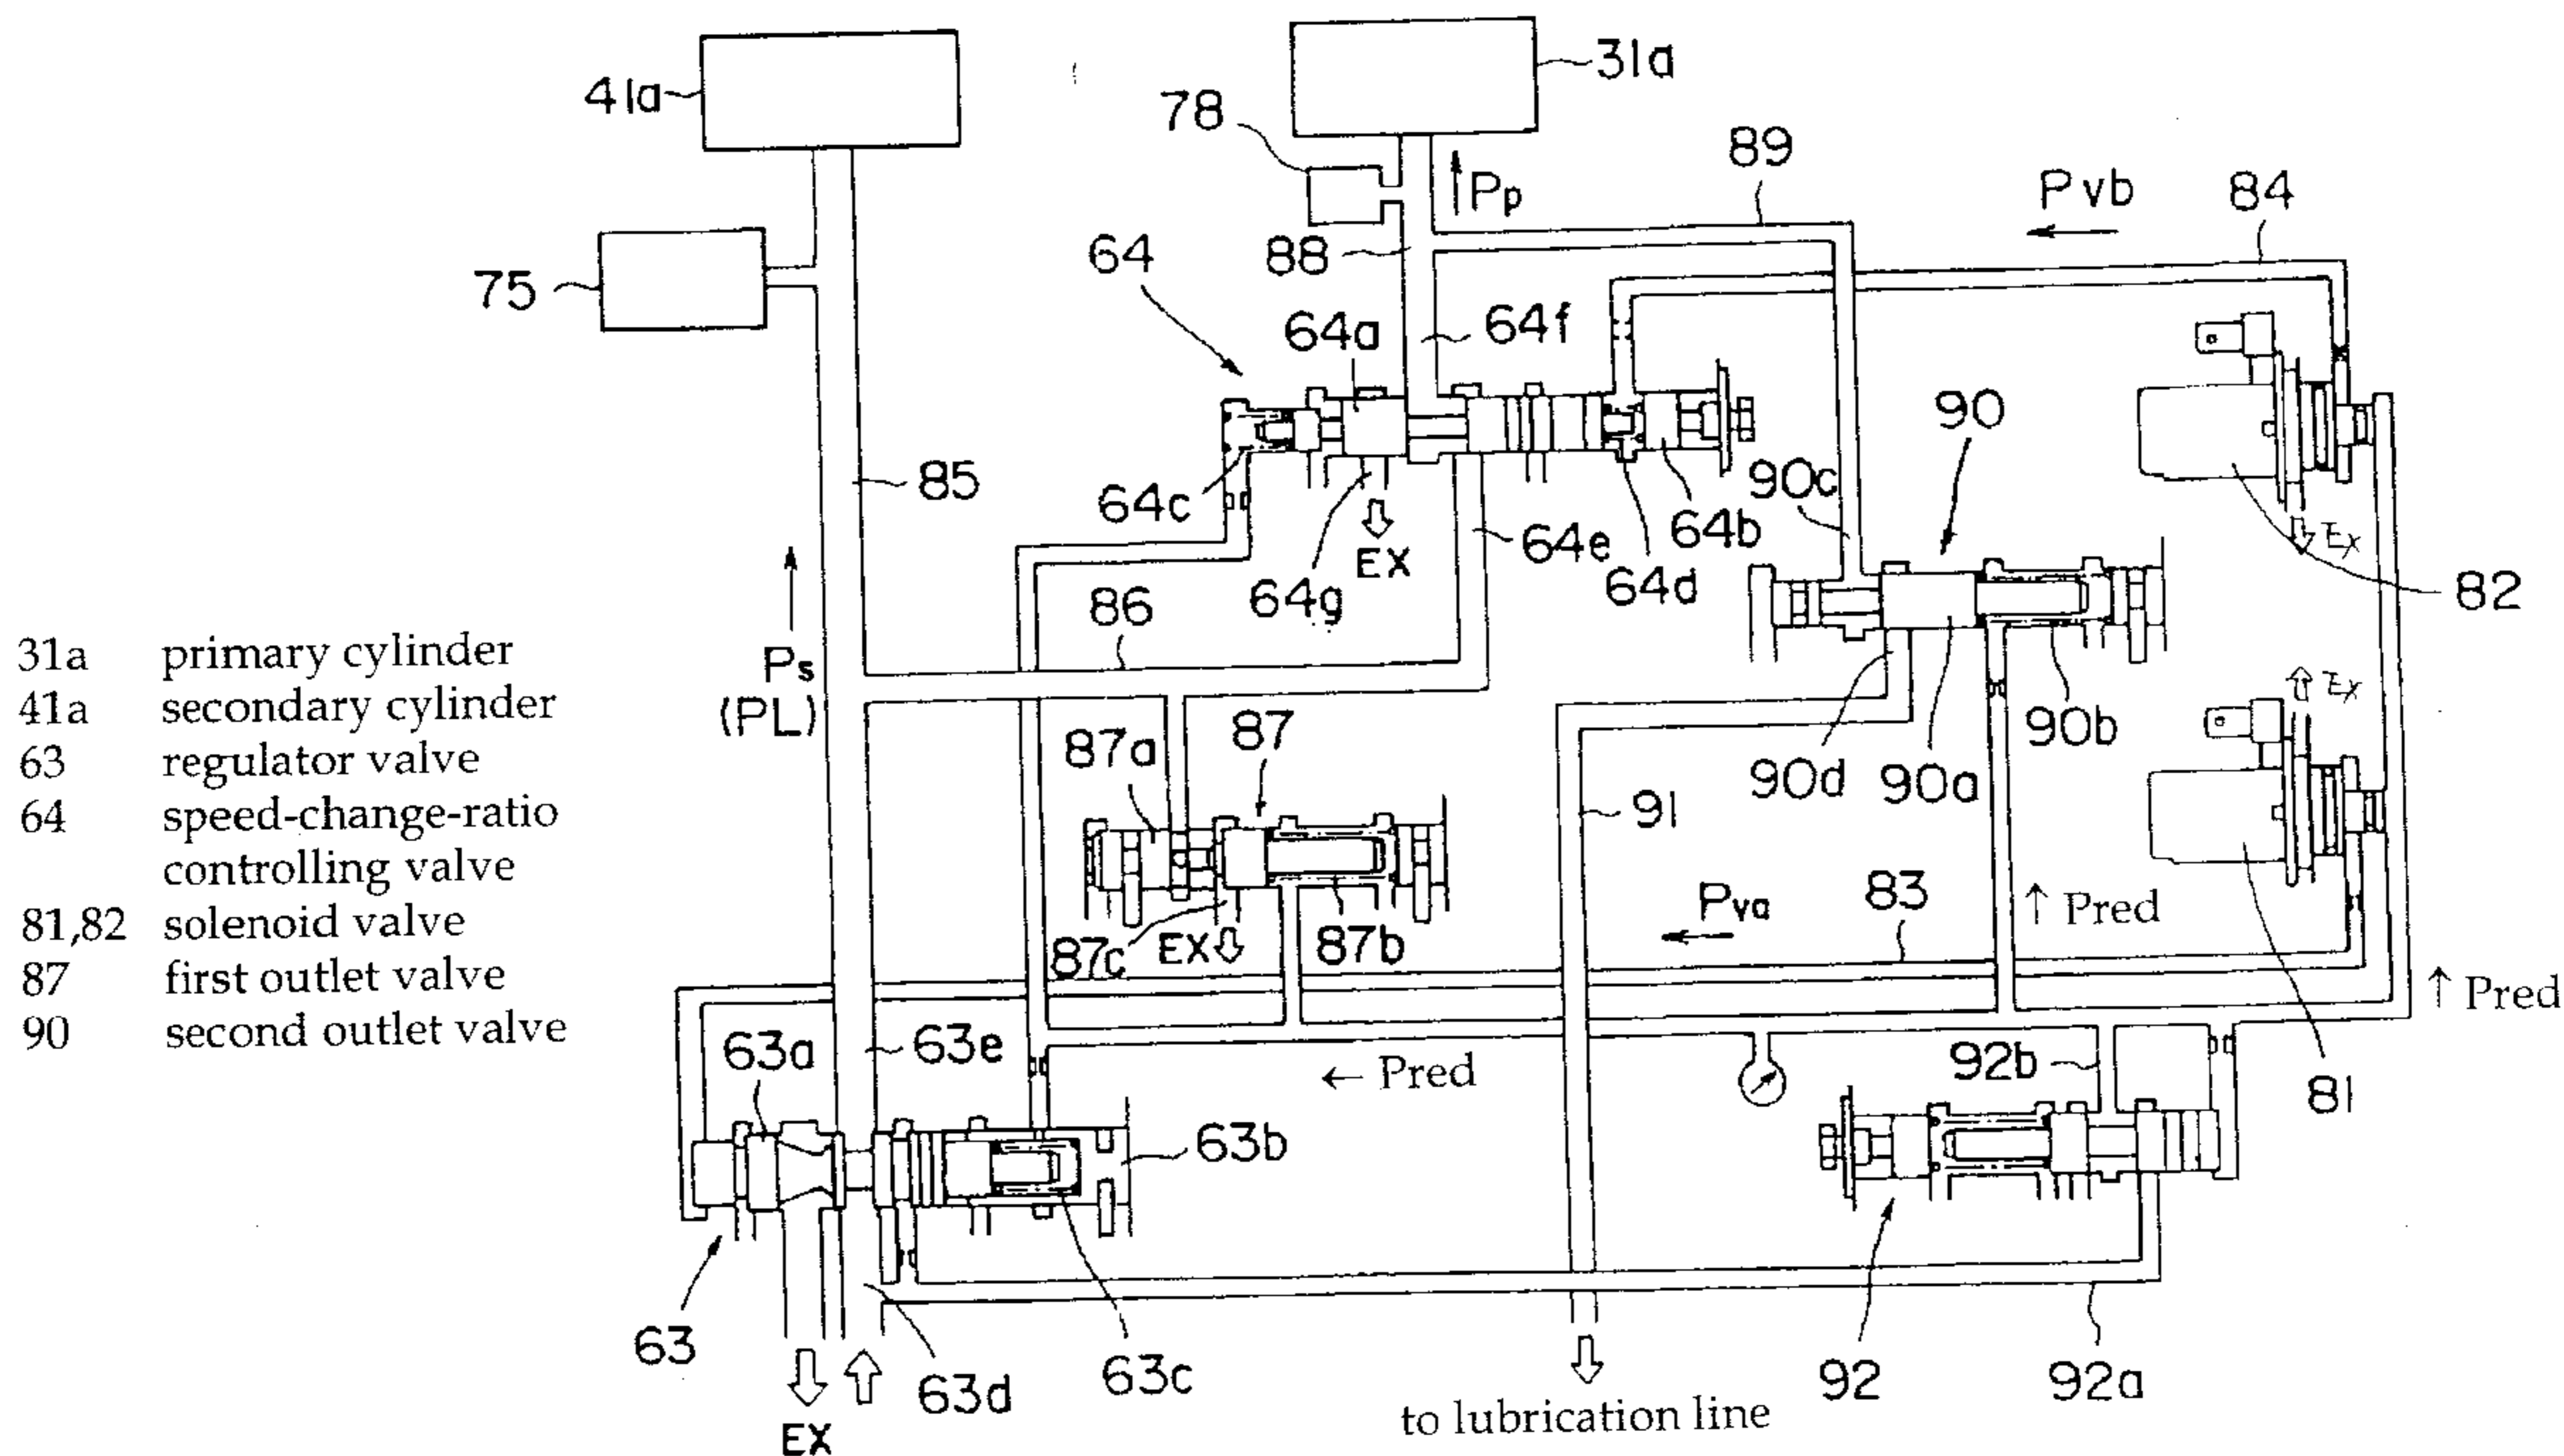 41a
31a
78
89
Pp
Pvb
84
75
64
88
64a
64f
90
85
64c
EX
64g
64e
64d
64b
90c
Ex
82
86
Ps
(PL)
Ex
87a
87
90d
90a
90b
91
87c
EX
87b
Pva
83
↑ Pred
↑ Pred
63a
63e
← Pred
92b
81
63b
63
EX
63d
63c
92
92a
to lubrication line
31a primary cylinder
41a secondary cylinder
63 regulator valve
64 speed-change-ratio
controlling valve
81,82 solenoid valve
87 first outlet valve
90 second outlet valve